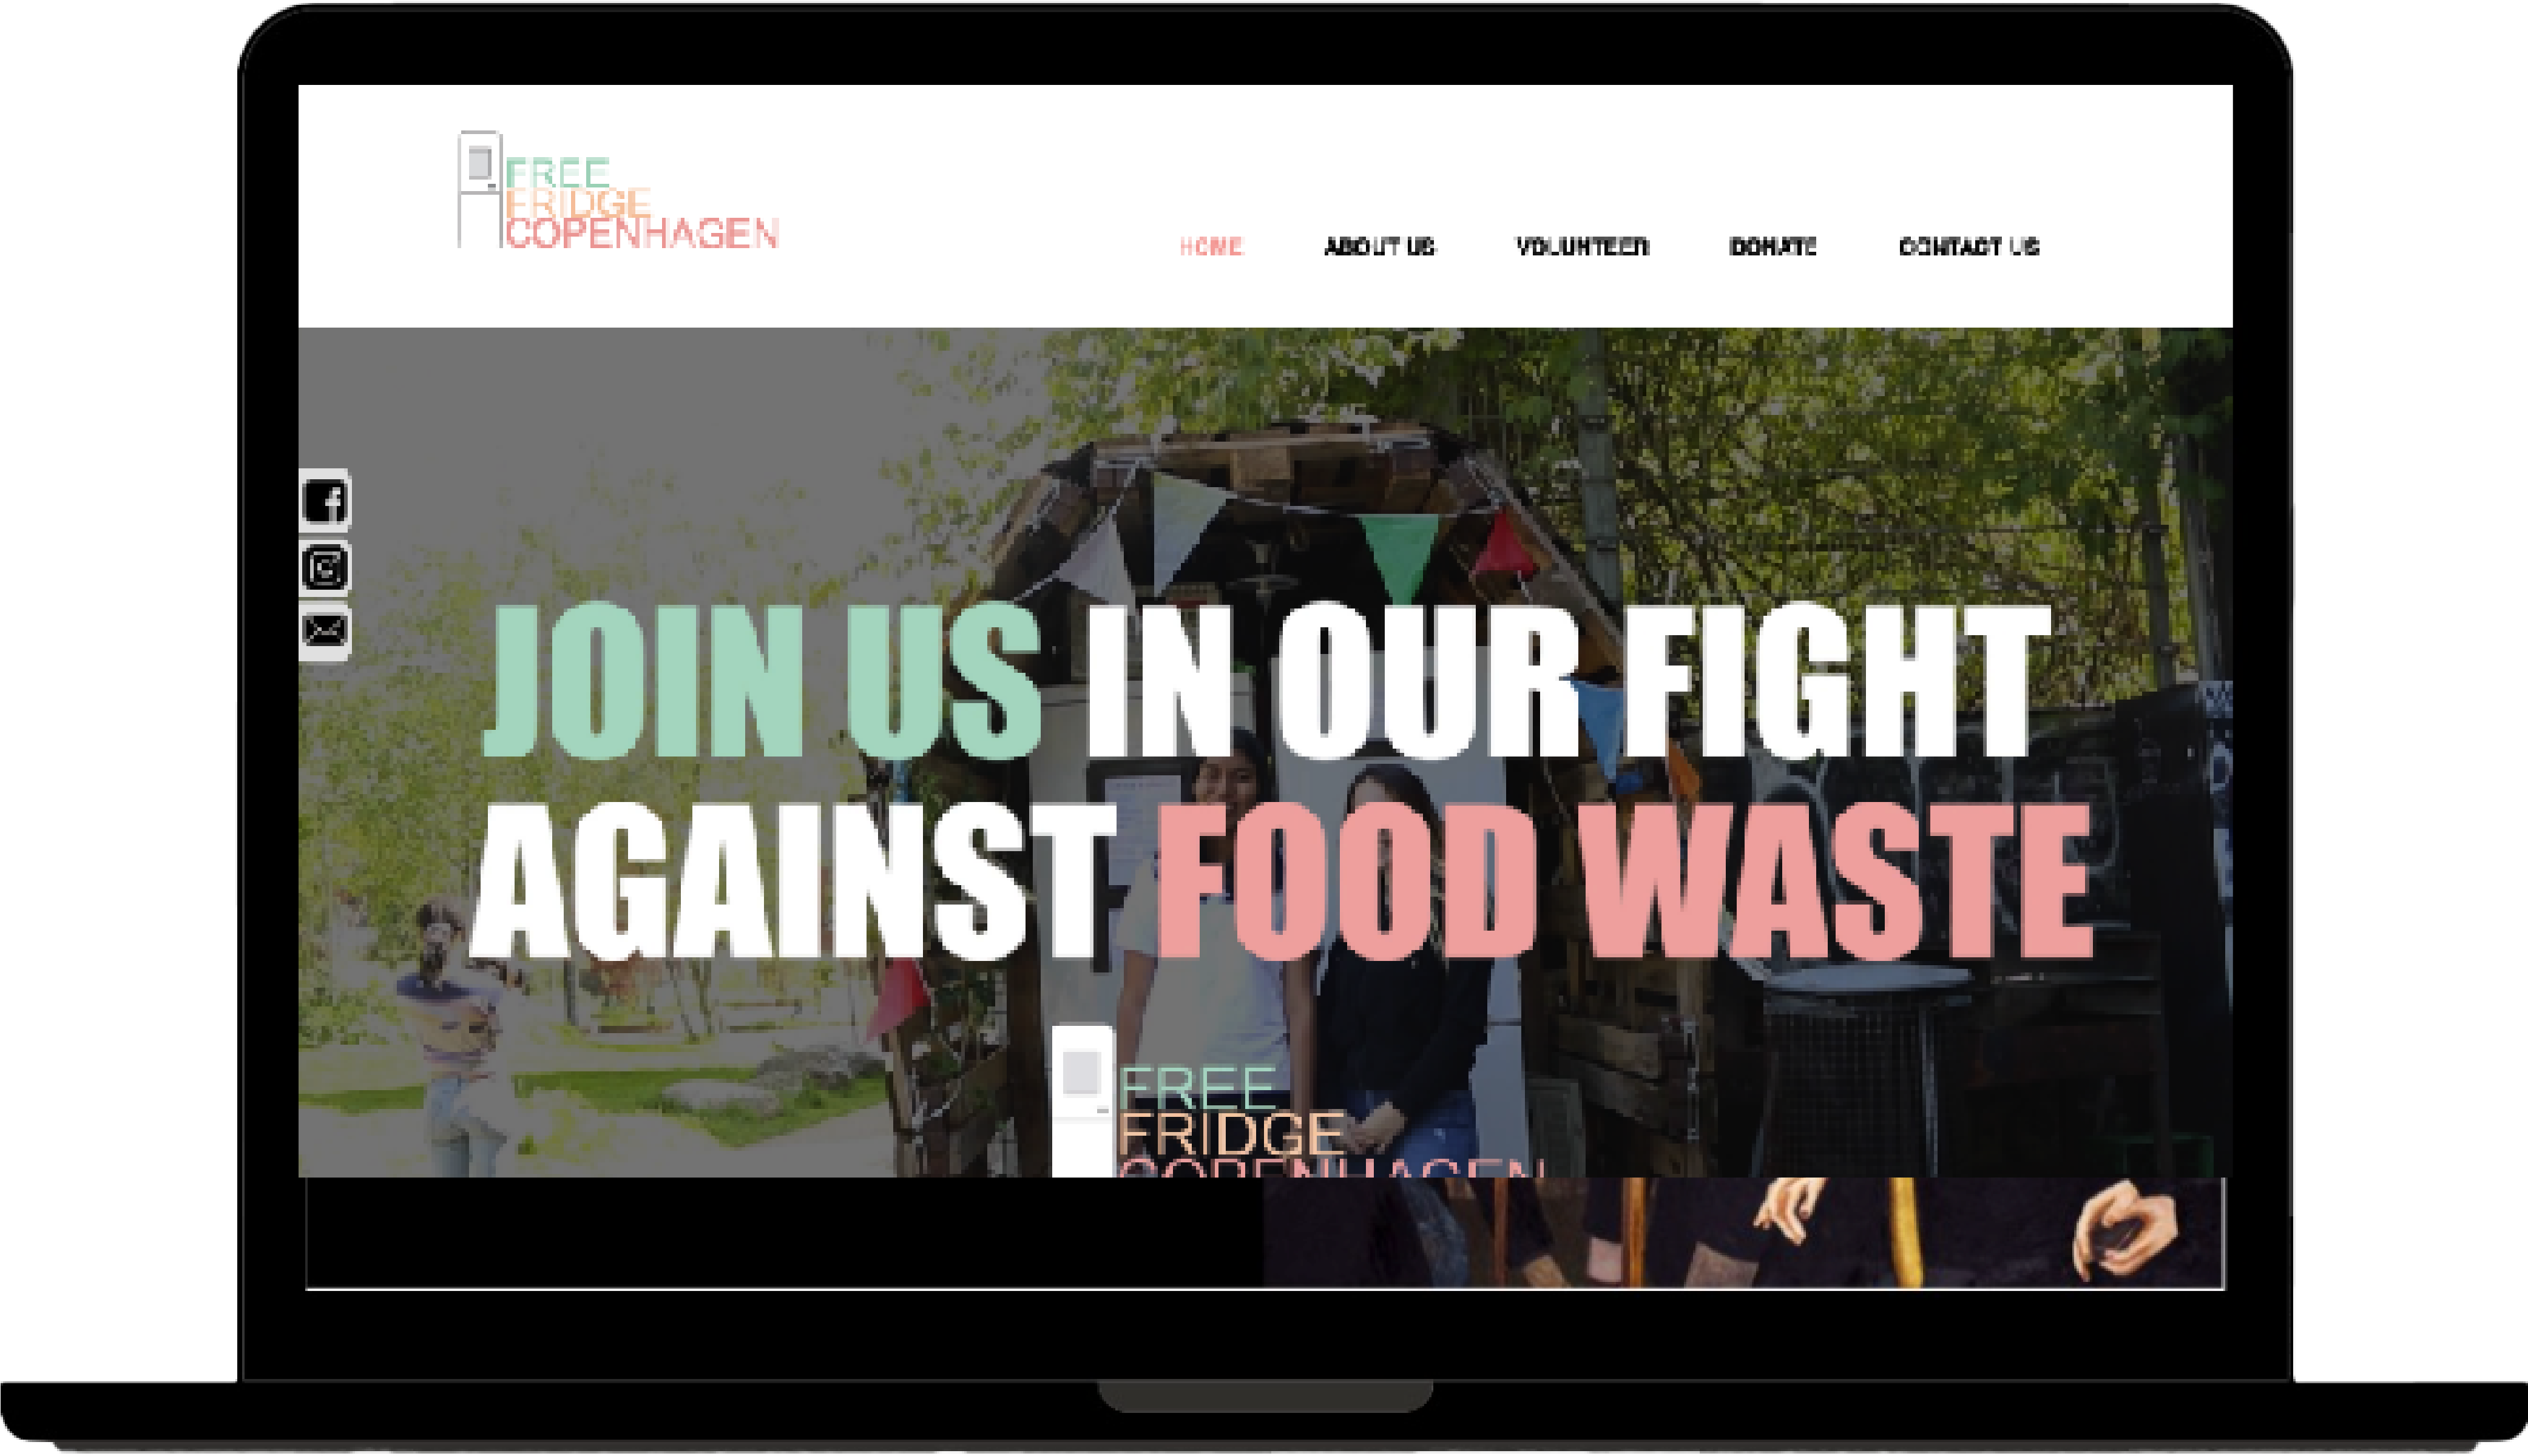 FREE
FRIDGE
COPENHAGEN
HOME ABOUT US VOLUNTEER DONATE CONTACT US
JOIN US IN OUR FIGHT
AGAINST FOOD WASTE
FREE
FRIDGE
COPENHAGEN